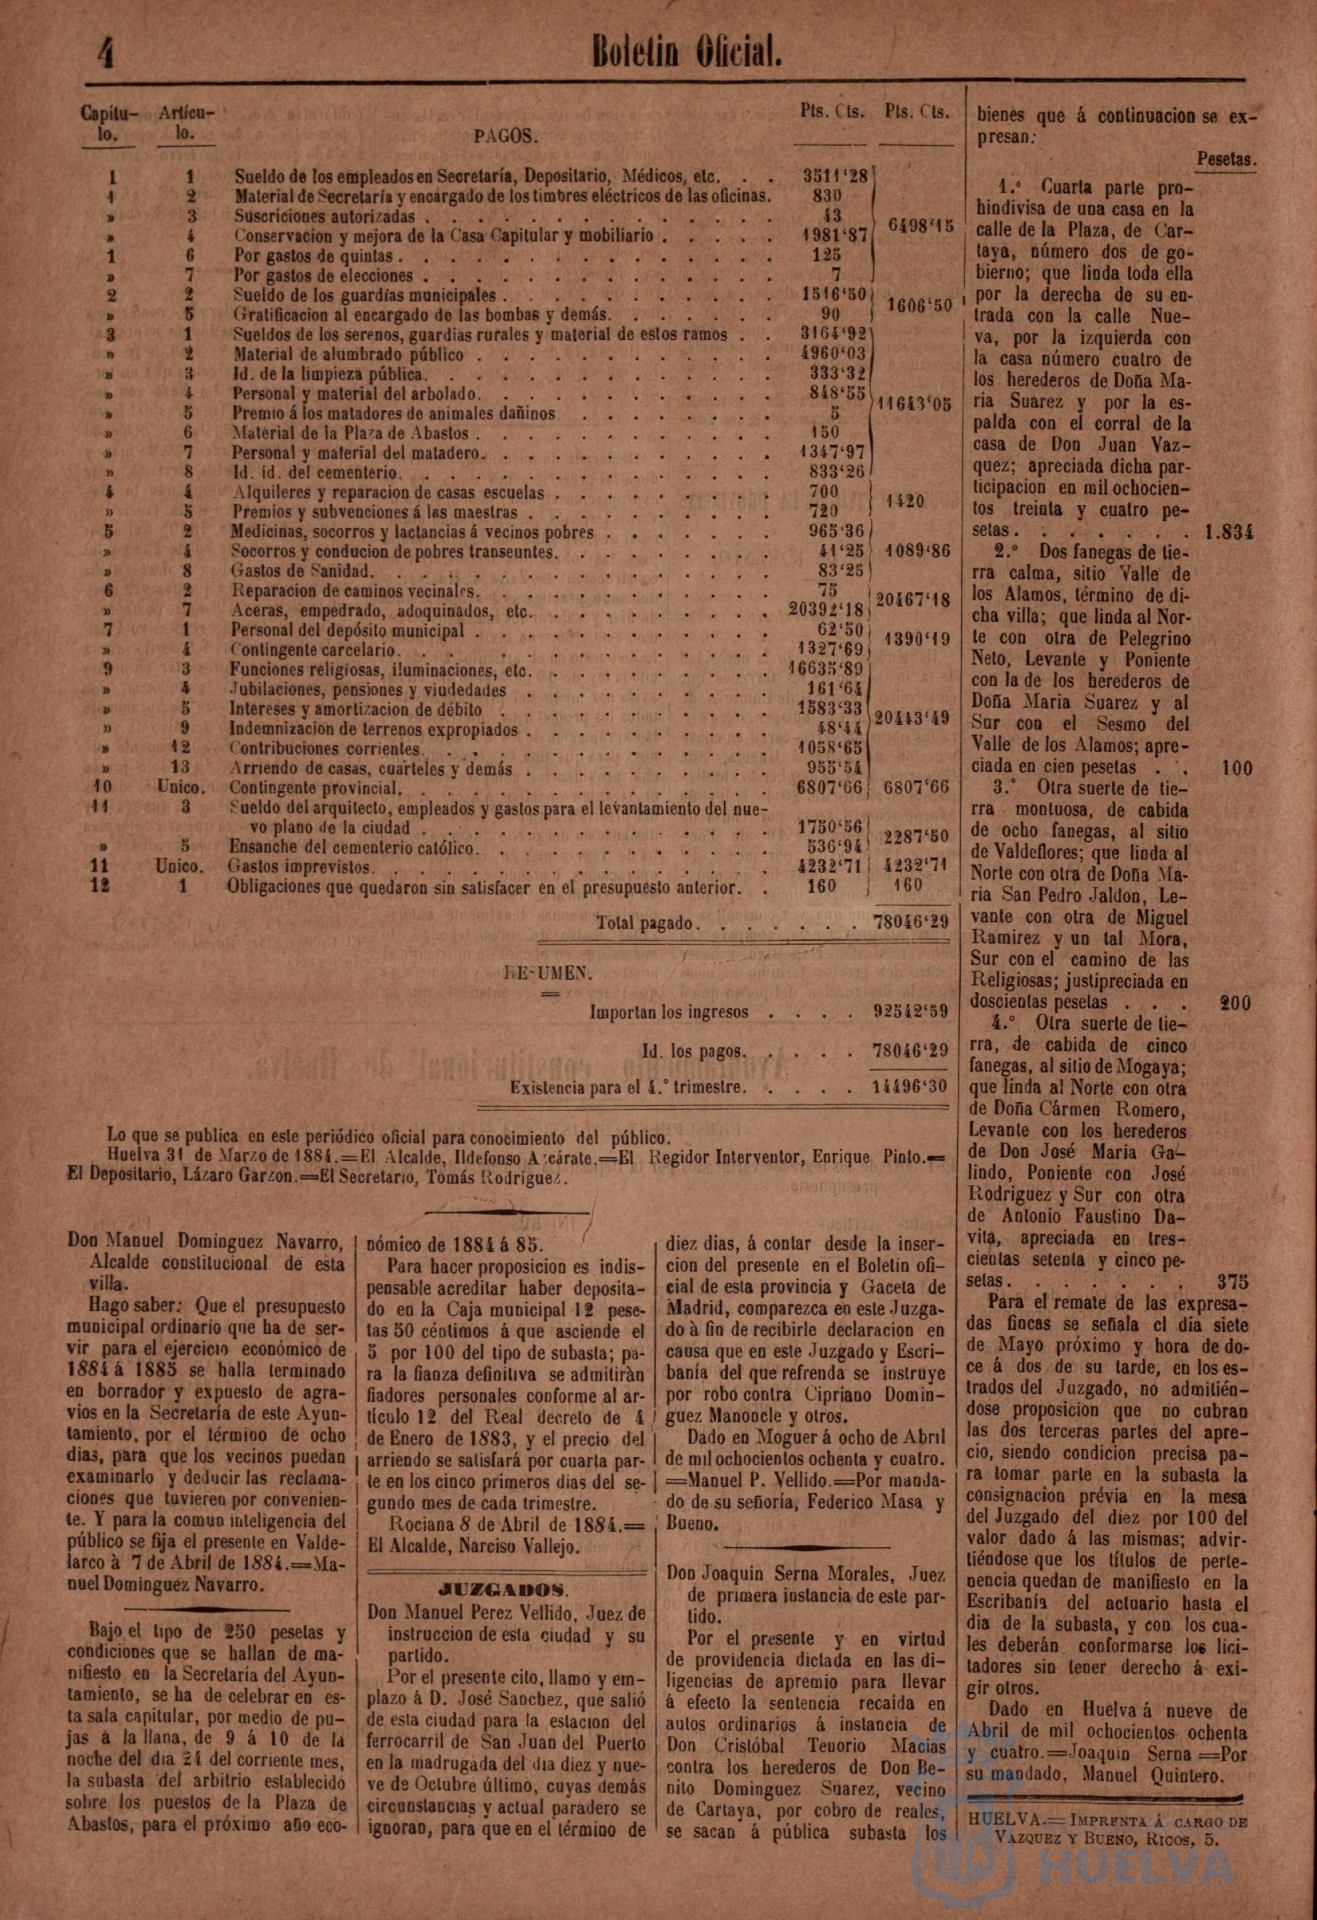 4
Boletin Oficial.
Capítu- Artícu- Pts. Cts. Pts. Cts.
lo. lo. PAGOS.
1 1 Sueldo de los empleados en Secretaría, Depositario, Médicos, etc. . . 3511‘28
1 2 Material de Secretaría y encargado de los timbres eléctricos de las oficinas. 830
» 3 Suscriciones autorizadas . . . . 43
» 4 Conservacion y mejora de la Casa Capitular y mobiliario . . . . 1981‘87 6498‘15
1 6 Por gastos de quintas . . . . 125
» 7 Por gastos de elecciones . . . . 7
2 2 Sueldo de los guardias municipales . . . . 1516‘50 1606‘50
» 5 Gratificacion al encargado de las bombas y demás. . . . 90
3 1 Sueldos de los serenos, guardias rurales y material de estos ramos . . 3164‘92
» 2 Material de alumbrado público . . . . 4960‘03
» 3 Id. de la limpieza pública. . . . 333‘32
» 4 Personal y material del arbolado. . . . 848‘55 11643‘05
» 5 Premio á los matadores de animales dañinos . . . . 5
» 6 Material de la Plaza de Abastos . . . . 150
» 7 Personal y material del matadero. . . . 1347‘97
» 8 Id. id. del cementerio. . . . 833‘26
4 4 Alquileres y reparacion de casas escuelas . . . . 700 1420
» 5 Premios y subvenciones á las maestras . . . . 720
5 2 Medicinas, socorros y lactancias á vecinos pobres . . . . 965‘36
» 4 Socorros y conducion de pobres transeuntes. . . . 41‘25 1089‘86
» 8 Gastos de Sanidad. . . . 83‘25
6 2 Reparacion de caminos vecinales. . . . 75 20467‘18
» 7 Aceras, empedrado, adoquinados, etc. . . . 20392‘18
7 1 Personal del depósito municipal . . . . 62‘50 1390‘19
» 4 Contingente carcelario. . . . 1327‘69
9 3 Funciones religiosas, iluminaciones, etc. . . . 16635‘89
» 4 Jubilaciones, pensiones y viudedades . . . . 161‘64
» 5 Intereses y amortizacion de débito . . . . 1583‘33 20443‘49
» 9 Indemnizacion de terrenos expropiados . . . . 48‘44
» 12 Contribuciones corrientes. . . . 1058‘65
» 13 Arriendo de casas, cuarteles y demás . . . . 955‘54
10 Unico. Contingente provincial. . . . 6807‘66 6807‘66
11 3 Sueldo del arquitecto, empleados y gastos para el levantamiento del nue-
vo plano de la ciudad . . . . 1750‘56 2287‘50
» 5 Ensanche del cementerio católico. . . . 536‘94
11 Unico. Gastos imprevistos. . . . 4232‘71 4232‘71
12 1 Obligaciones que quedaron sin satisfacer en el presupuesto anterior. . 160 160
Total pagado. . . . . . . 78046‘29
RESUMEN.
Importan los ingresos . . . . 92542‘59
Id. los pagos. . . . . 78046‘29
Existencia para el 4.º trimestre. . . . . 14496‘30
Lo que se publica en este periódico oficial para conocimiento del público.
Huelva 31 de Marzo de 1884.=El Alcalde, Ildefonso Azcárate.=El Regidor Interventor, Enrique Pinto.=
El Depositario, Lázaro Garzon.=El Secretario, Tomás Rodriguez.
Don Manuel Dominguez Navarro,
Alcalde constitucional de esta
villa.
Hago saber: Que el presupuesto
municipal ordinario que ha de ser-
vir para el ejercicio económico de
1884 á 1885 se halla terminado
en borrador y expuesto de agra-
vios en la Secretaría de este Ayun-
tamiento, por el término de ocho
dias, para que los vecinos puedan
examinarlo y deducir las reclama-
ciones que tuvieren por convenien-
te. Y para la comun inteligencia del
público se fija el presente en Valde-
larco à 7 de Abril de 1884.=Ma-
nuel Dominguez Navarro.
Bajo el tipo de 250 pesetas y
condiciones que se hallan de ma-
nifiesto en la Secretaría del Ayun-
tamiento, se ha de celebrar en es-
ta sala capitular, por medio de pu-
jas á la llana, de 9 á 10 de la
noche del dia 24 del corriente mes,
la subasta del arbitrio establecido
sobre los puestos de la Plaza de
Abastos, para el próximo año eco-
nómico de 1884 á 85.
Para hacer proposicion es indis-
pensable acreditar haber deposita-
do en la Caja municipal 12 pese-
tas 50 céntimos á que asciende el
5 por 100 del tipo de subasta; pa-
ra la fianza definitiva se admitiràn
fiadores personales conforme al ar-
tículo 12 del Real decreto de 4
de Enero de 1883, y el precio del
arriendo se satisfará por cuarta par-
te en los cinco primeros dias del se-
gundo mes de cada trimestre.
Rociana 8 de Abril de 1884.=
El Alcalde, Narciso Vallejo.
JUZGADOS.
Don Manuel Perez Vellido, Juez de
instruccion de esta ciudad y su
partido.
Por el presente cito, llamo y em-
plazo á D. José Sanchez, que salió
de esta ciudad para la estacion del
ferrocarril de San Juan del Puerto
en la madrugada del dia diez y nue-
ve de Octubre último, cuyas demás
circunstancias y actual paradero se
ignoran, para que en el término de
diez dias, á contar desde la inser-
cion del presente en el Boletin ofi-
cial de esta provincia y Gaceta de
Madrid, comparezca en este Juzga-
do à fin de recibirle declaracion en
causa que en este Juzgado y Escri-
banía del que refrenda se instruye
por robo contra Cipriano Domin-
guez Manoncle y otros.
Dado en Moguer á ocho de Abril
de mil ochocientos ochenta y cuatro.
=Manuel P. Vellido.=Por manda-
do de su señoría, Federico Masa y
Bueno.
Don Joaquin Serna Morales, Juez
de primera instancia de este par-
tido.
Por el presente y en virtud
de providencia dictada en las di-
ligencias de apremio para llevar
á efecto la sentencia recaida en
autos ordinarios á instancia de
Don Cristóbal Tenorio Macias
contra los herederos de Don Be-
nito Dominguez Suarez, vecino
de Cartaya, por cobro de reales,
se sacan á pública subasta los
bienes que á continuacion se ex-
presan:
Pesetas.
1.º Cuarta parte pro-
hindivisa de una casa en la
calle de la Plaza, de Car-
taya, número dos de go-
bierno; que linda toda ella
por la derecha de su en-
trada con la calle Nue-
va, por la izquierda con
la casa número cuatro de
los herederos de Doña Ma-
ria Suarez y por la es-
palda con el corral de la
casa de Don Juan Vaz-
quez; apreciada dicha par-
ticipacion en mil ochocien-
tos treinta y cuatro pe-
setas. . . . . . . 1.834
2.º Dos fanegas de tie-
rra calma, sitio Valle de
los Alamos, término de di-
cha villa; que linda al Nor-
te con otra de Pelegrino
Neto, Levante y Poniente
con la de los herederos de
Doña Maria Suarez y al
Sur con el Sesmo del
Valle de los Alamos; apre-
ciada en cien pesetas . . 100
3.º Otra suerte de tie-
rra montuosa, de cabida
de ocho fanegas, al sitio
de Valdeflores; que linda al
Norte con otra de Doña Ma-
ria San Pedro Jaldon, Le-
vante con otra de Miguel
Ramirez y un tal Mora,
Sur con el camino de las
Religiosas; justipreciada en
doscientas pesetas . . . 200
4.º Otra suerte de tie-
rra, de cabida de cinco
fanegas, al sitio de Mogaya;
que linda al Norte con otra
de Doña Cármen Romero,
Levante con los herederos
de Don José Maria Ga-
lindo, Poniente con José
Rodriguez y Sur con otra
de Antonio Faustino Da-
vila, apreciada en tres-
cientas setenta y cinco pe-
setas. . . . . . . 375
Para el remate de las expresa-
das fincas se señala el día siete
de Mayo próximo y hora de do-
ce á dos de su tarde, en los es-
trados del Juzgado, no admitién-
dose proposicion que no cubran
las dos terceras partes del apre-
cio, siendo condicion precisa pa-
ra tomar parte en la subasta la
consignacion prévia en la mesa
del Juzgado del diez por 100 del
valor dado á las mismas; advir-
tiéndose que los títulos de perte-
nencia quedan de manifiesto en la
Escribanía del actuario hasta el
dia de la subasta, y con los cua-
les deberán conformarse los lici-
tadores sin tener derecho á exi-
gir otros.
Dado en Huelva á nueve de
Abril de mil ochocientos ochenta
y cuatro.=Joaquin Serna=Por
su mandado, Manuel Quintero.
HUELVA.=Imprenta á cargo de
Vazquez y Bueno, Ricos, 5.
HUELVA